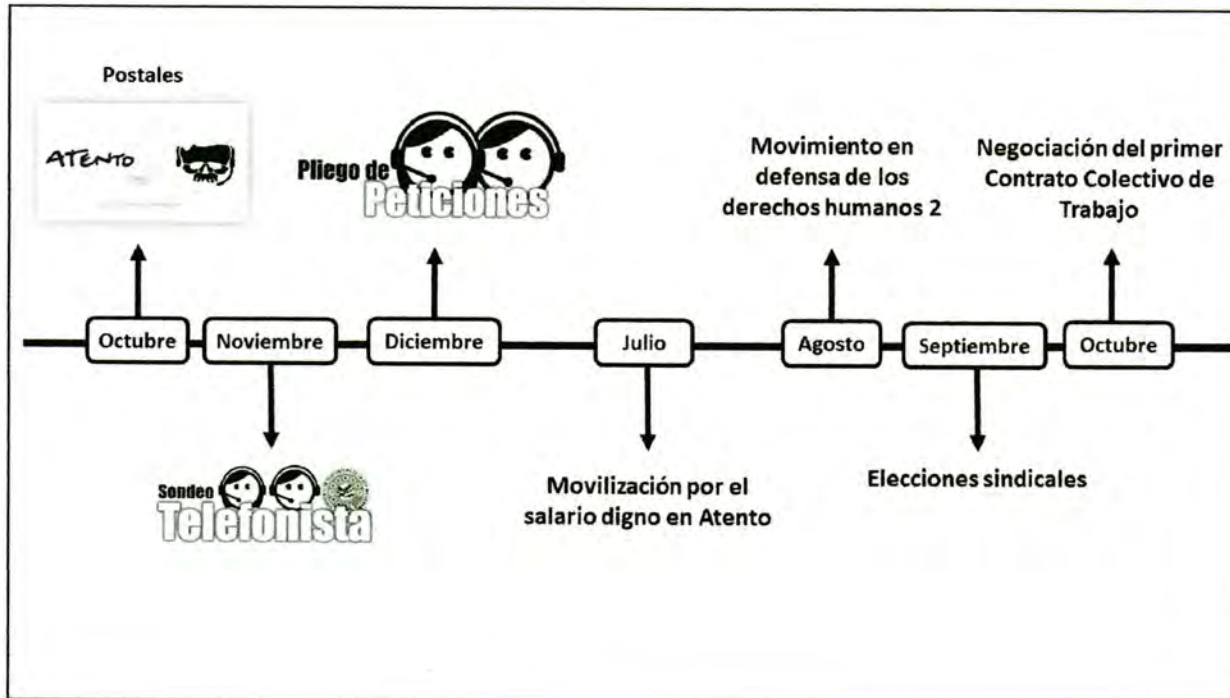 Postales
ATENTO
Pliego de
Peticiones
Movimiento en
defensa de los
derechos humanos 2
Negociación del primer
Contrato Colectivo de
Trabajo
Octubre
Noviembre
Diciembre
Julio
Agosto
Septiembre
Octubre
Sondeo
Telefonista
Movilización por el
salario digno en Atento
Elecciones sindicales